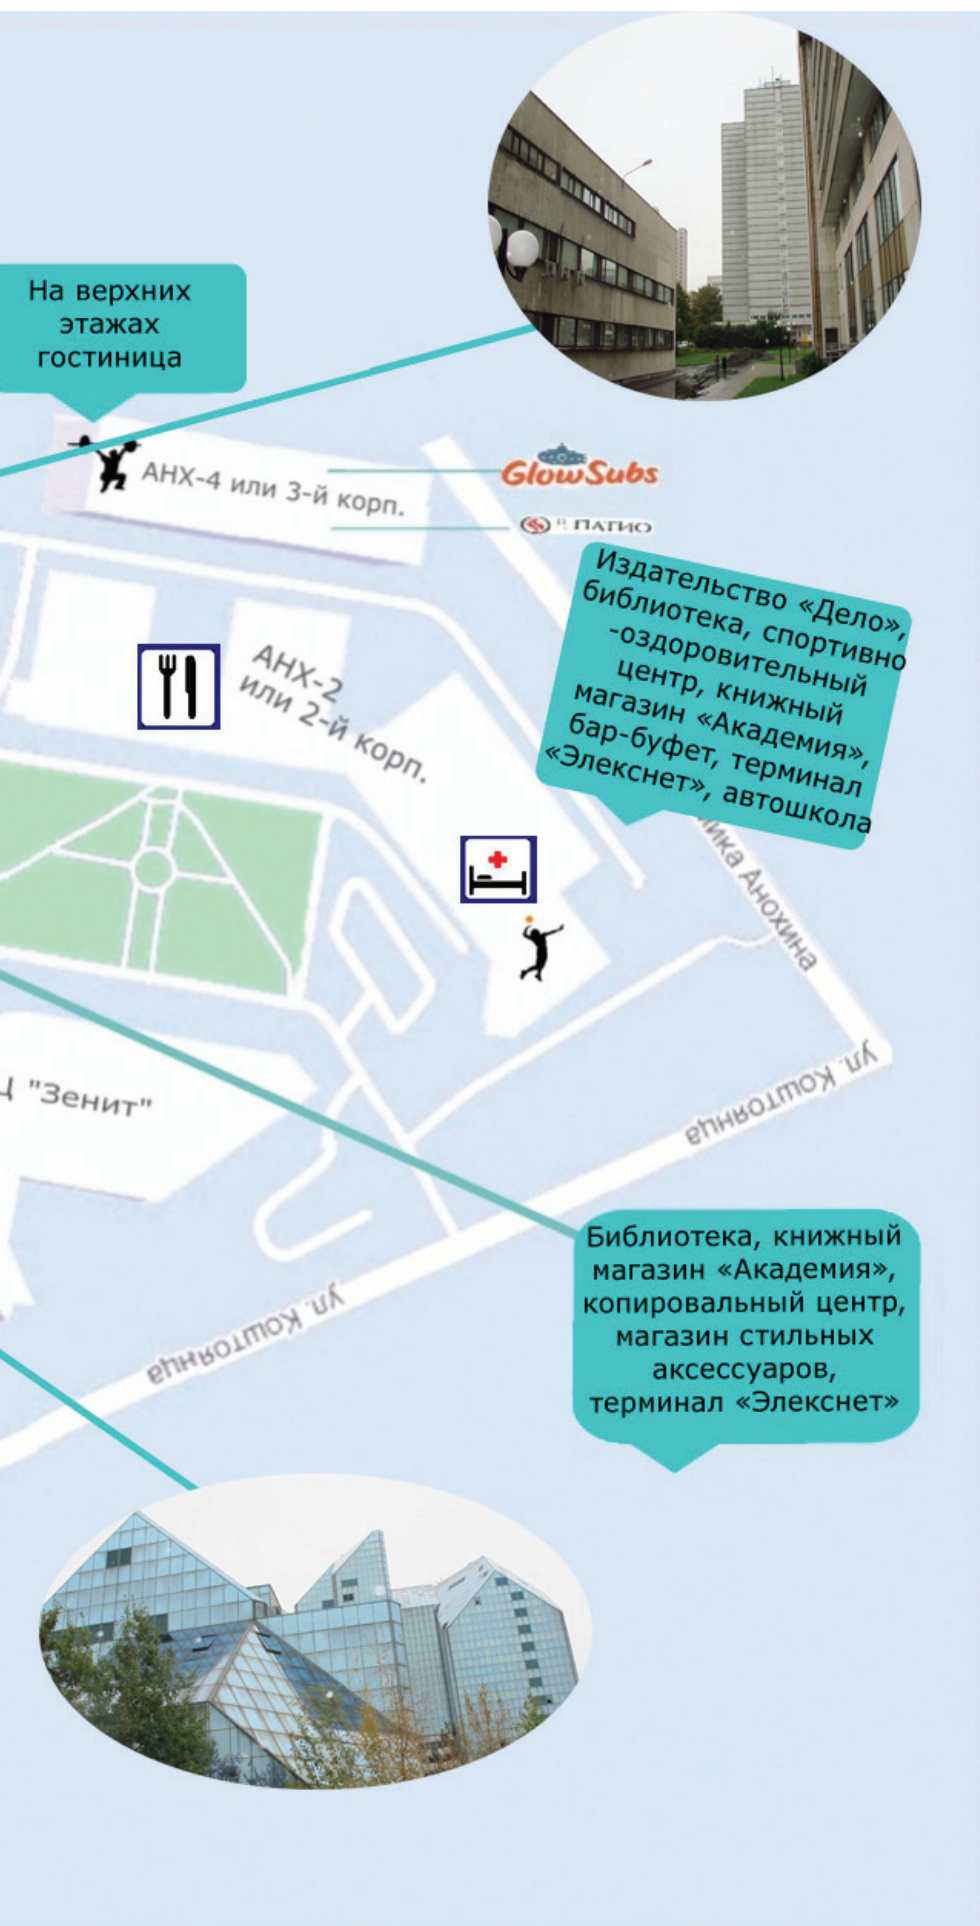 На верхних
этажах
гостиница
АНХ-4 или 3-й корп.
GlowSubs
ПАТИО
Издательство «Дело»,
библиотека, спортивно
-оздоровительный
центр, книжный
магазин «Академия»,
бар-буфет, терминал
«Элекснет», автошкола
АНХ-2
или 2-й корп.
Анохина
ул. Коштоянца
"Зенит"
ул. Коштоянца
Библиотека, книжный
магазин «Академия»,
копировальный центр,
магазин стильных
аксессуаров,
терминал «Элекснет»